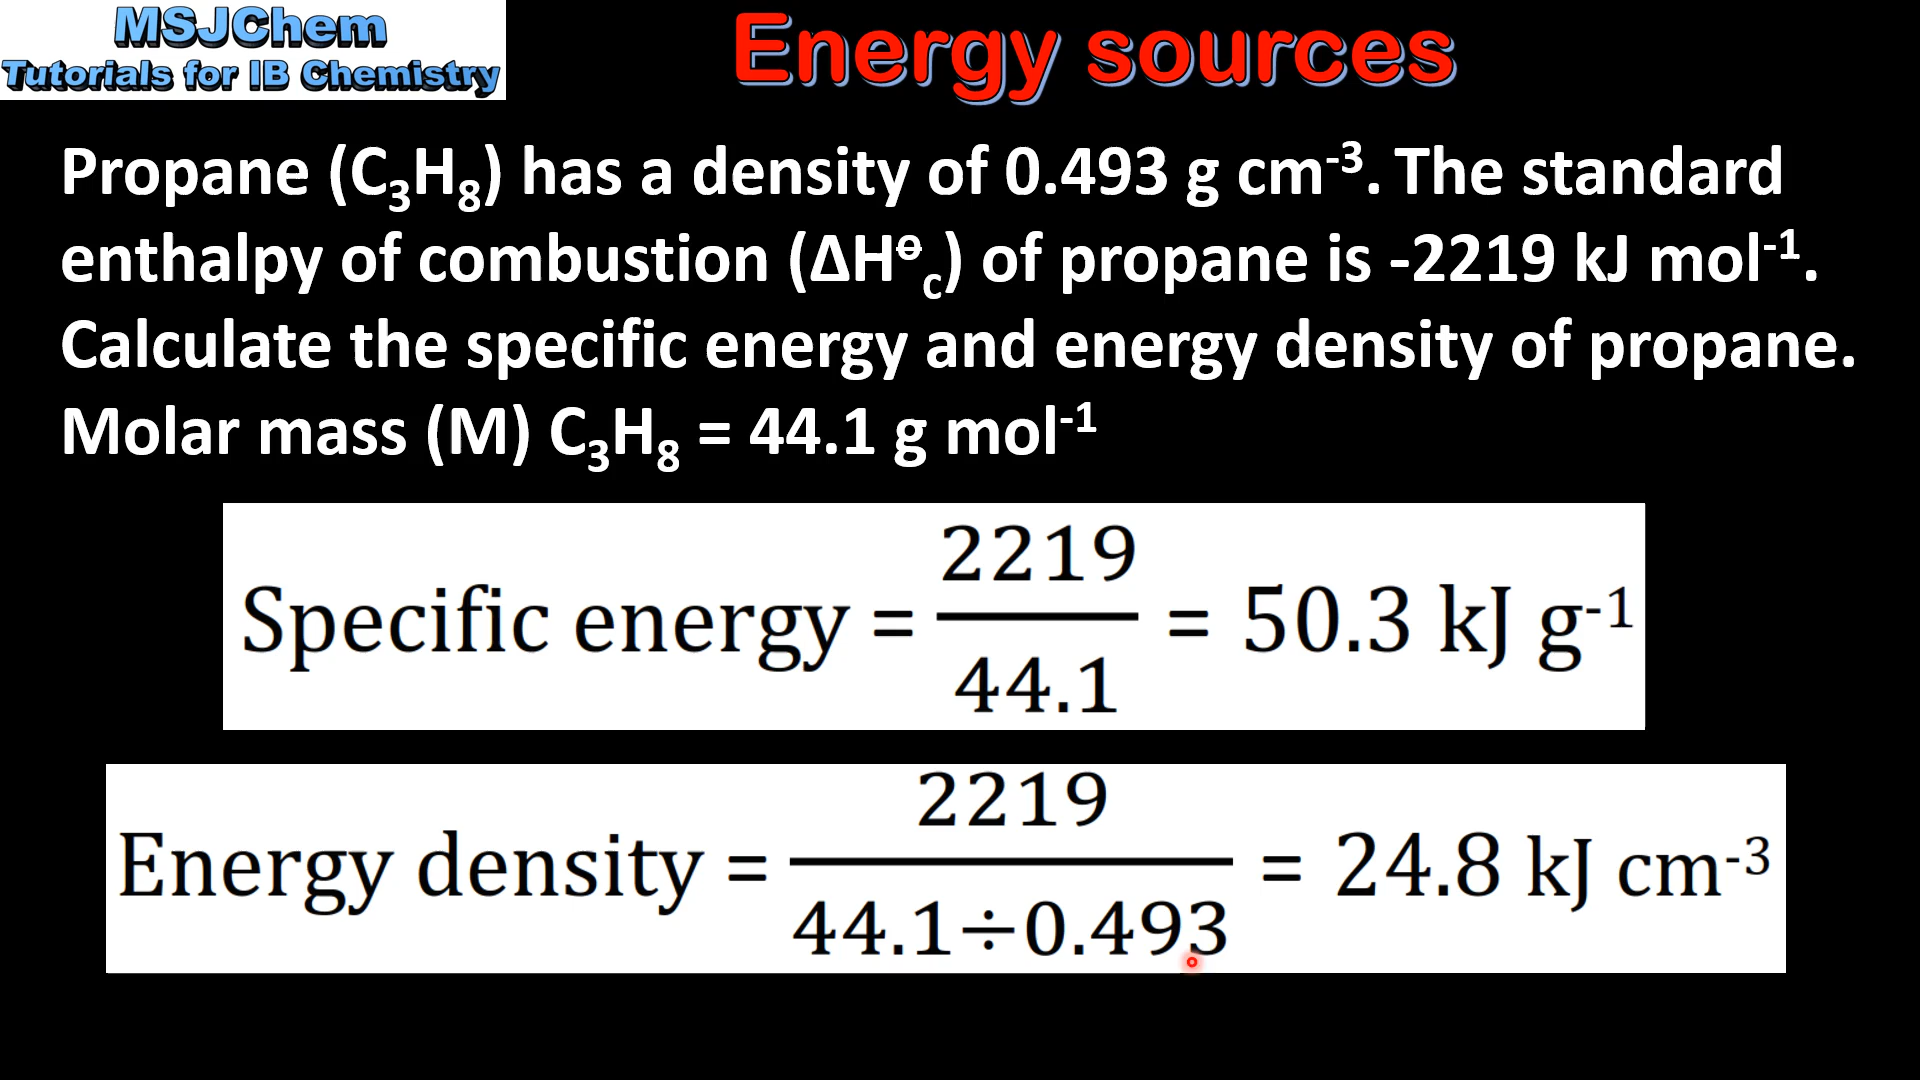 MSJChem
Tutorials for IB Chemistry
Energy sources
Propane (C₃H₈) has a density of 0.493 g cm⁻³. The standard
enthalpy of combustion (ΔH⊖c) of propane is -2219 kJ mol⁻¹.
Calculate the specific energy and energy density of propane.
Molar mass (M) C₃H₈ = 44.1 g mol⁻¹
Specific energy = 2219 / 44.1 = 50.3 kJ g⁻¹
Energy density = 2219 / 44.1÷0.493 = 24.8 kJ cm⁻³